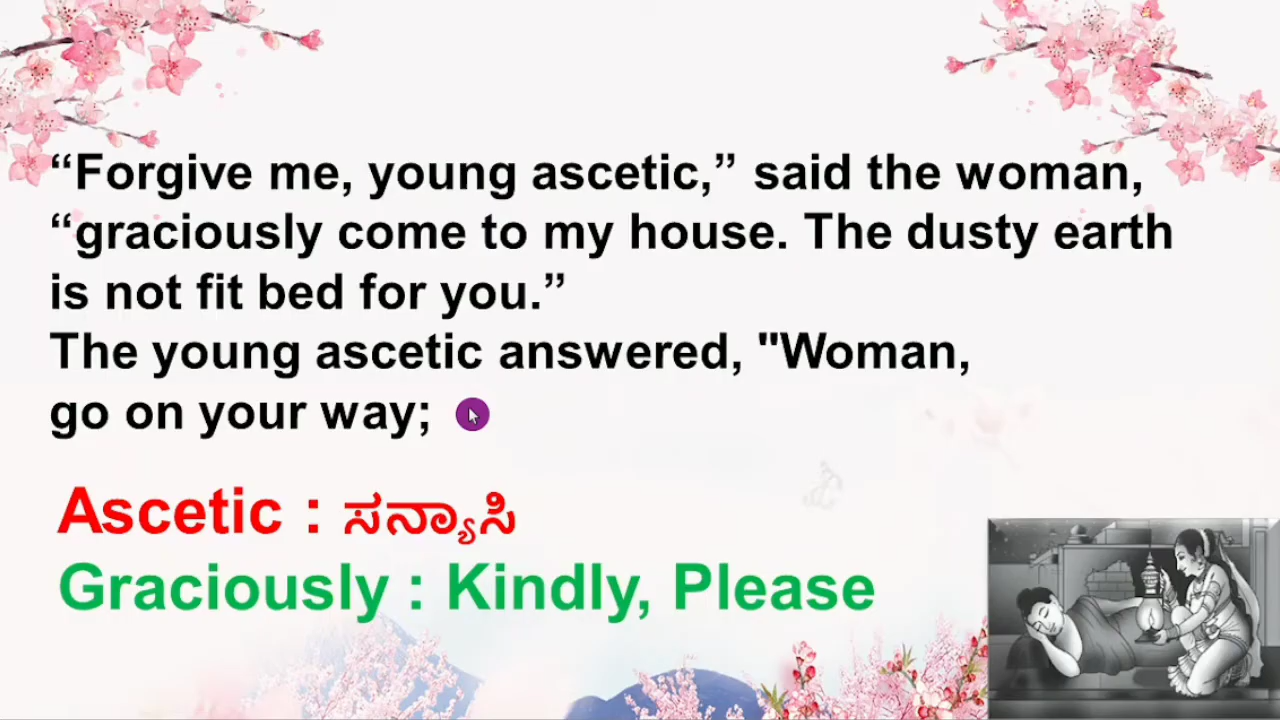 “Forgive me, young ascetic,” said the woman,
“graciously come to my house. The dusty earth
is not fit bed for you.”
The young ascetic answered, "Woman,
go on your way;
Ascetic : ಸನ್ಯಾಸಿ
Graciously : Kindly, Please